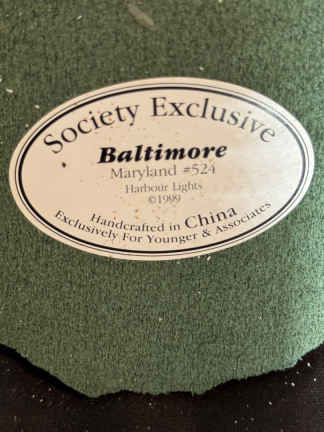 Society Exclusive
Baltimore
Maryland #524
Harbour Lights
©1999
Handcrafted in China
Exclusively For Younger & Associates